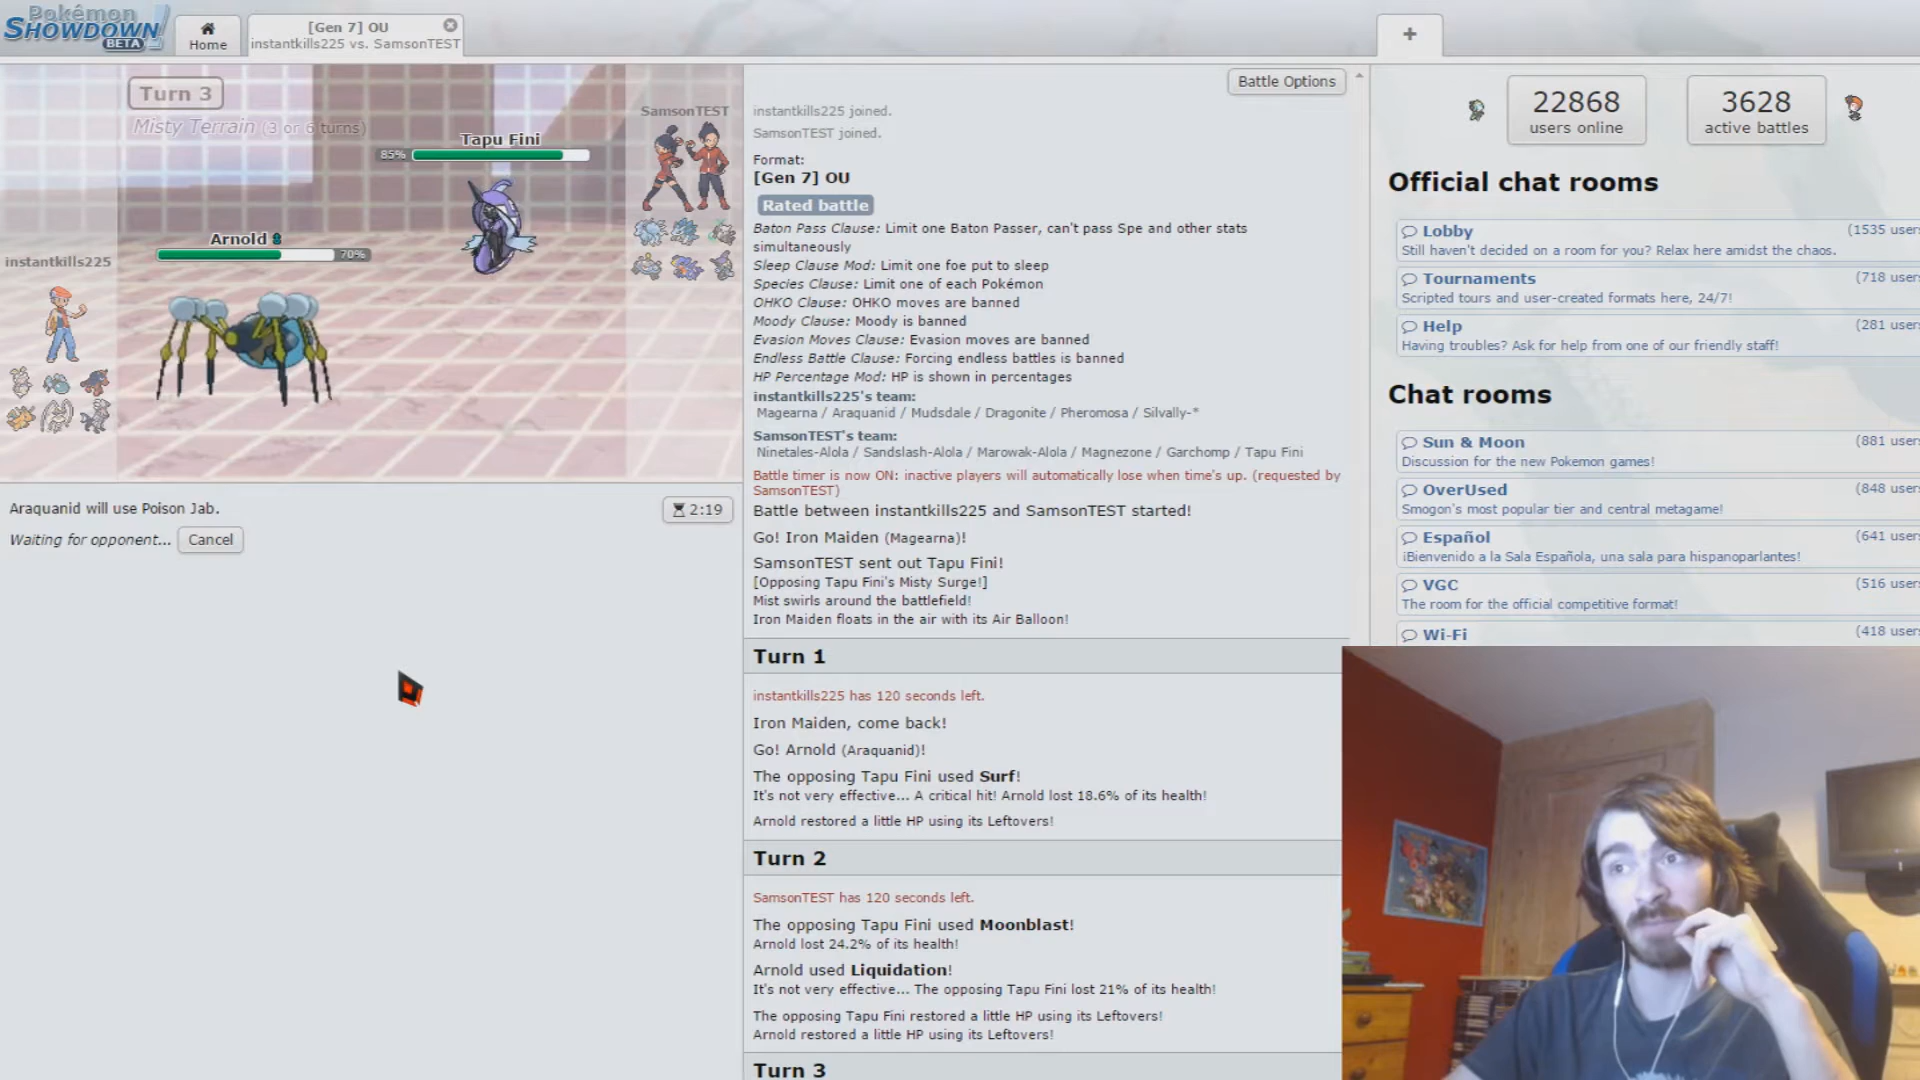 Pokémon
SHOWDOWN
BETA
Home
[Gen 7] OU
instantkills225 vs. SamsonTEST
+
Turn 3
Misty Terrain (3 or 6 turns)
Tapu Fini
85%
Arnold
70%
instantkills225
SamsonTEST
Araquanid will use Poison Jab.
2:19
Waiting for opponent...
Cancel
Battle Options
instantkills225 joined.
SamsonTEST joined.
Format:
[Gen 7] OU
Rated battle
Baton Pass Clause: Limit one Baton Passer, can't pass Spe and other stats
simultaneously
Sleep Clause Mod: Limit one foe put to sleep
Species Clause: Limit one of each Pokémon
OHKO Clause: OHKO moves are banned
Moody Clause: Moody is banned
Evasion Moves Clause: Evasion moves are banned
Endless Battle Clause: Forcing endless battles is banned
HP Percentage Mod: HP is shown in percentages
instantkills225's team:
Magearna / Araquanid / Mudsdale / Dragonite / Pheromosa / Silvally-*
SamsonTEST's team:
Ninetales-Alola / Sandslash-Alola / Marowak-Alola / Magnezone / Garchomp / Tapu Fini
Battle timer is now ON: inactive players will automatically lose when time's up. (requested by
SamsonTEST)
Battle between instantkills225 and SamsonTEST started!
Go! Iron Maiden (Magearna)!
SamsonTEST sent out Tapu Fini!
[Opposing Tapu Fini's Misty Surge!]
Mist swirls around the battlefield!
Iron Maiden floats in the air with its Air Balloon!
Turn 1
instantkills225 has 120 seconds left.
Iron Maiden, come back!
Go! Arnold (Araquanid)!
The opposing Tapu Fini used Surf!
It's not very effective... A critical hit! Arnold lost 18.6% of its health!
Arnold restored a little HP using its Leftovers!
Turn 2
SamsonTEST has 120 seconds left.
The opposing Tapu Fini used Moonblast!
Arnold lost 24.2% of its health!
Arnold used Liquidation!
It's not very effective... The opposing Tapu Fini lost 21% of its health!
The opposing Tapu Fini restored a little HP using its Leftovers!
Arnold restored a little HP using its Leftovers!
Turn 3
22868
users online
3628
active battles
Official chat rooms
Lobby
(1535 users
Still haven't decided on a room for you? Relax here amidst the chaos.
Tournaments
(718 users
Scripted tours and user-created formats here, 24/7!
Help
(281 users
Having troubles? Ask for help from one of our friendly staff!
Chat rooms
Sun & Moon
(881 users
Discussion for the new Pokemon games!
OverUsed
(848 users
Smogon's most popular tier and central metagame!
Español
(641 users
¡Bienvenido a la Sala Española, una sala para hispanoparlantes!
VGC
(516 users
The room for the official competitive format!
Wi-Fi
(418 users